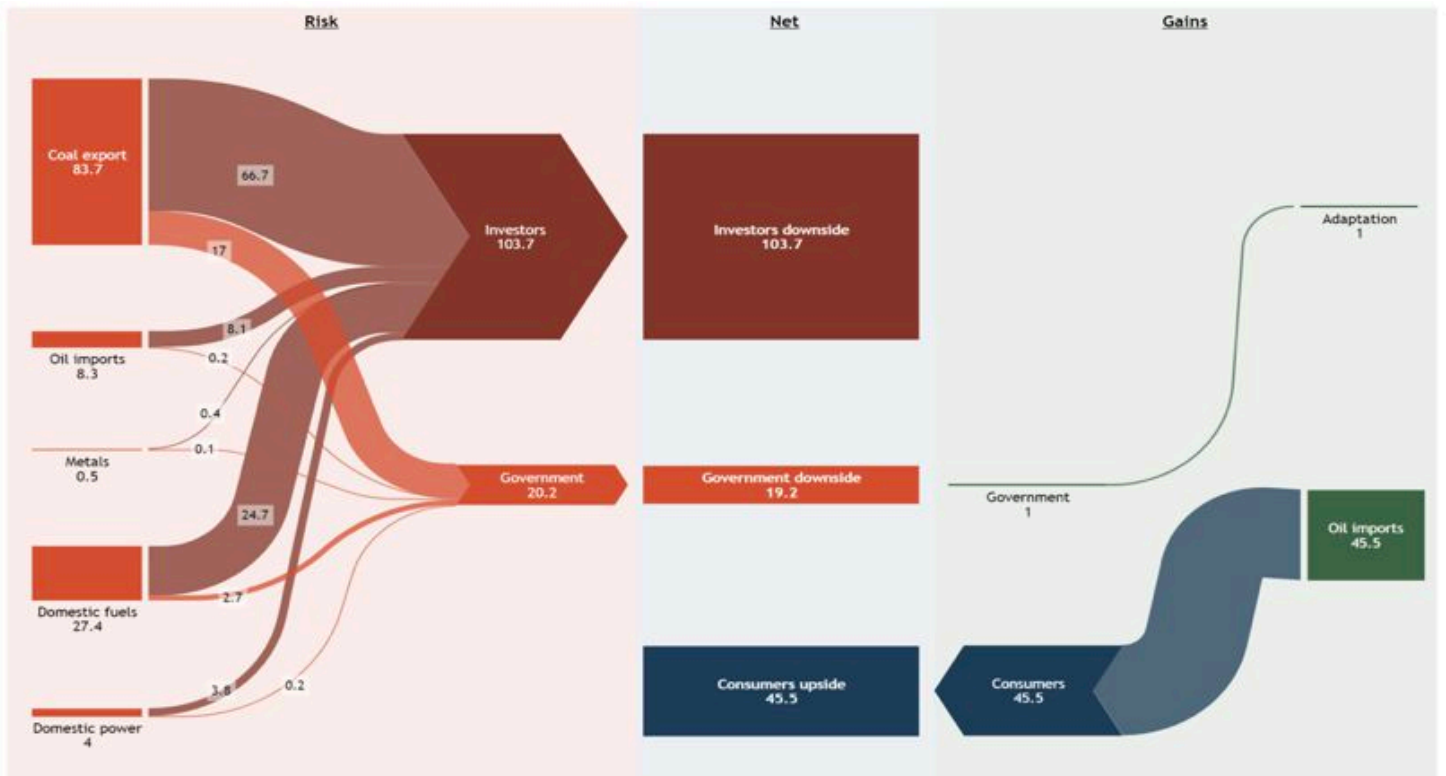 Risk
Net
Gains
Coal export
83.7
66.7
17
Oil imports
8.3
8.1
0.2
Metals
0.5
0.4
0.1
Domestic fuels
27.4
24.7
2.7
Domestic power
4
3.8
0.2
Investors
103.7
Government
20.2
Investors downside
103.7
Government downside
19.2
Consumers upside
45.5
Adaptation
1
Government
1
Oil imports
45.5
Consumers
45.5